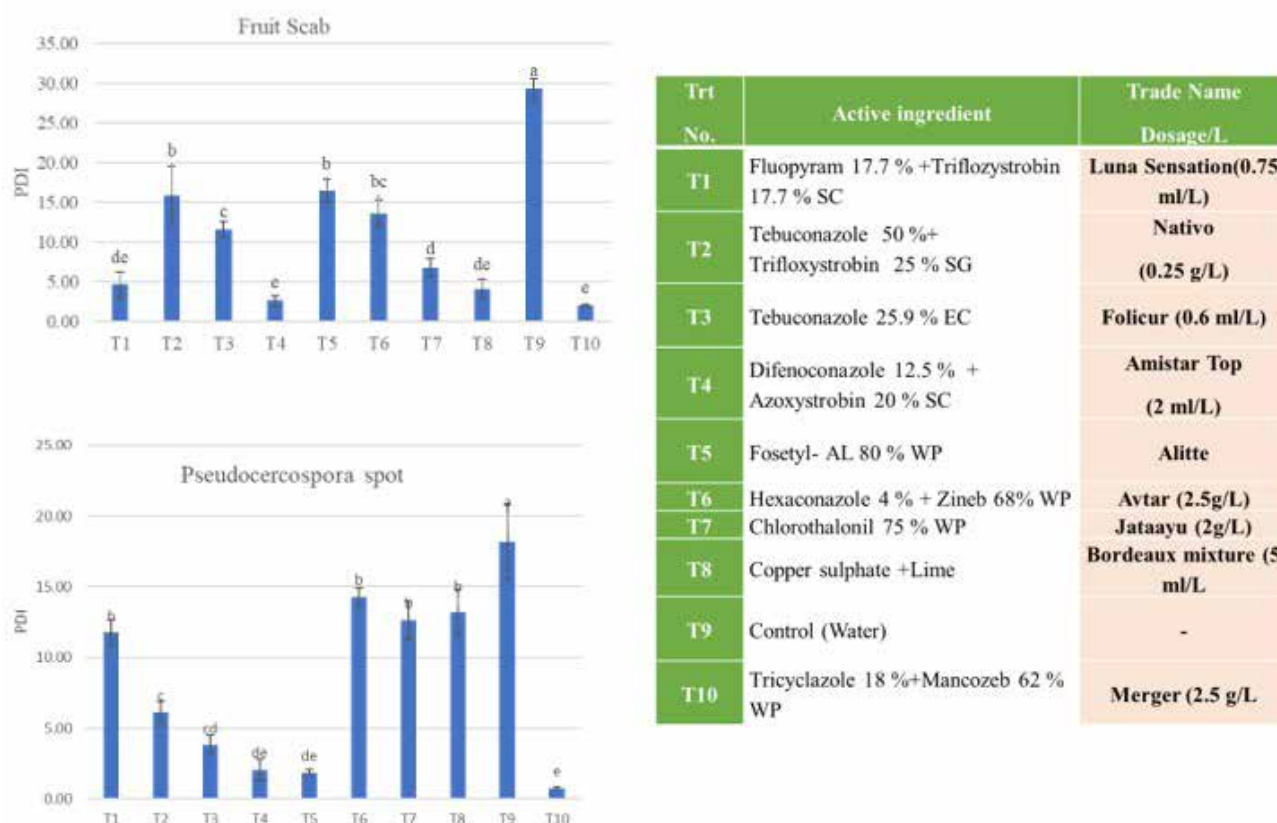 Fruit Scab
35.00
30.00
25.00
20.00
15.00
10.00
5.00
0.00
PDI
de
b
c
e
b
bc
d
de
a
e
T1 T2 T3 T4 T5 T6 T7 T8 T9 T10
Pseudocercospora spot
25.00
20.00
15.00
10.00
5.00
0.00
PDI
b
c
cd
de
de
b
b
b
a
e
T1 T2 T3 T4 T5 T6 T7 T8 T9 T10
Trt
No.
Active ingredient
Trade Name
Dosage/L
T1
Fluopyram 17.7 % +Triflozystrobin
17.7 % SC
Luna Sensation(0.75
ml/L)
T2
Tebuconazole 50 %+
Trifloxystrobin 25 % SG
Nativo
(0.25 g/L)
T3
Tebuconazole 25.9 % EC
Folicur (0.6 ml/L)
T4
Difenoconazole 12.5 % +
Azoxystrobin 20 % SC
Amistar Top
(2 ml/L)
T5
Fosetyl- AL 80 % WP
Alitte
T6
Hexaconazole 4 % + Zineb 68% WP
Avtar (2.5g/L)
T7
Chlorothalonil 75 % WP
Jataayu (2g/L)
T8
Copper sulphate +Lime
Bordeaux mixture (5
ml/L
T9
Control (Water)
-
T10
Tricyclazole 18 %+Mancozeb 62 %
WP
Merger (2.5 g/L